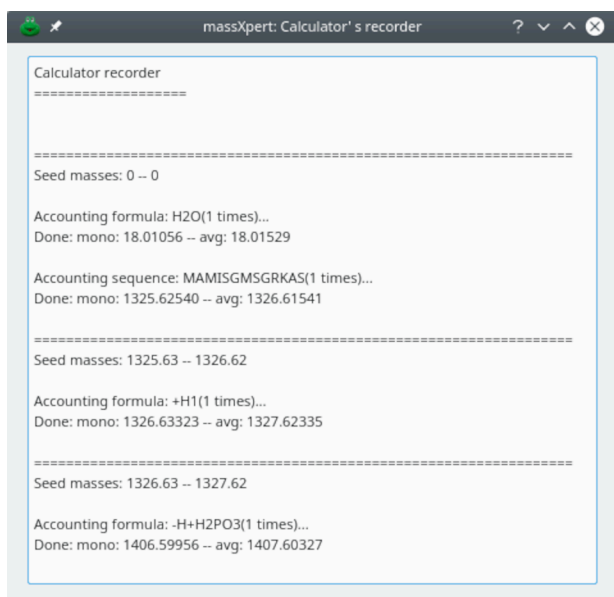 massXpert: Calculator' s recorder
Calculator recorder
===================
===================================================================
Seed masses: 0 -- 0
Accounting formula: H2O(1 times)...
Done: mono: 18.01056 -- avg: 18.01529
Accounting sequence: MAMISGMSGRKAS(1 times)...
Done: mono: 1325.62540 -- avg: 1326.61541
===================================================================
Seed masses: 1325.63 -- 1326.62
Accounting formula: +H1(1 times)...
Done: mono: 1326.63323 -- avg: 1327.62335
===================================================================
Seed masses: 1326.63 -- 1327.62
Accounting formula: -H+H2PO3(1 times)...
Done: mono: 1406.59956 -- avg: 1407.60327